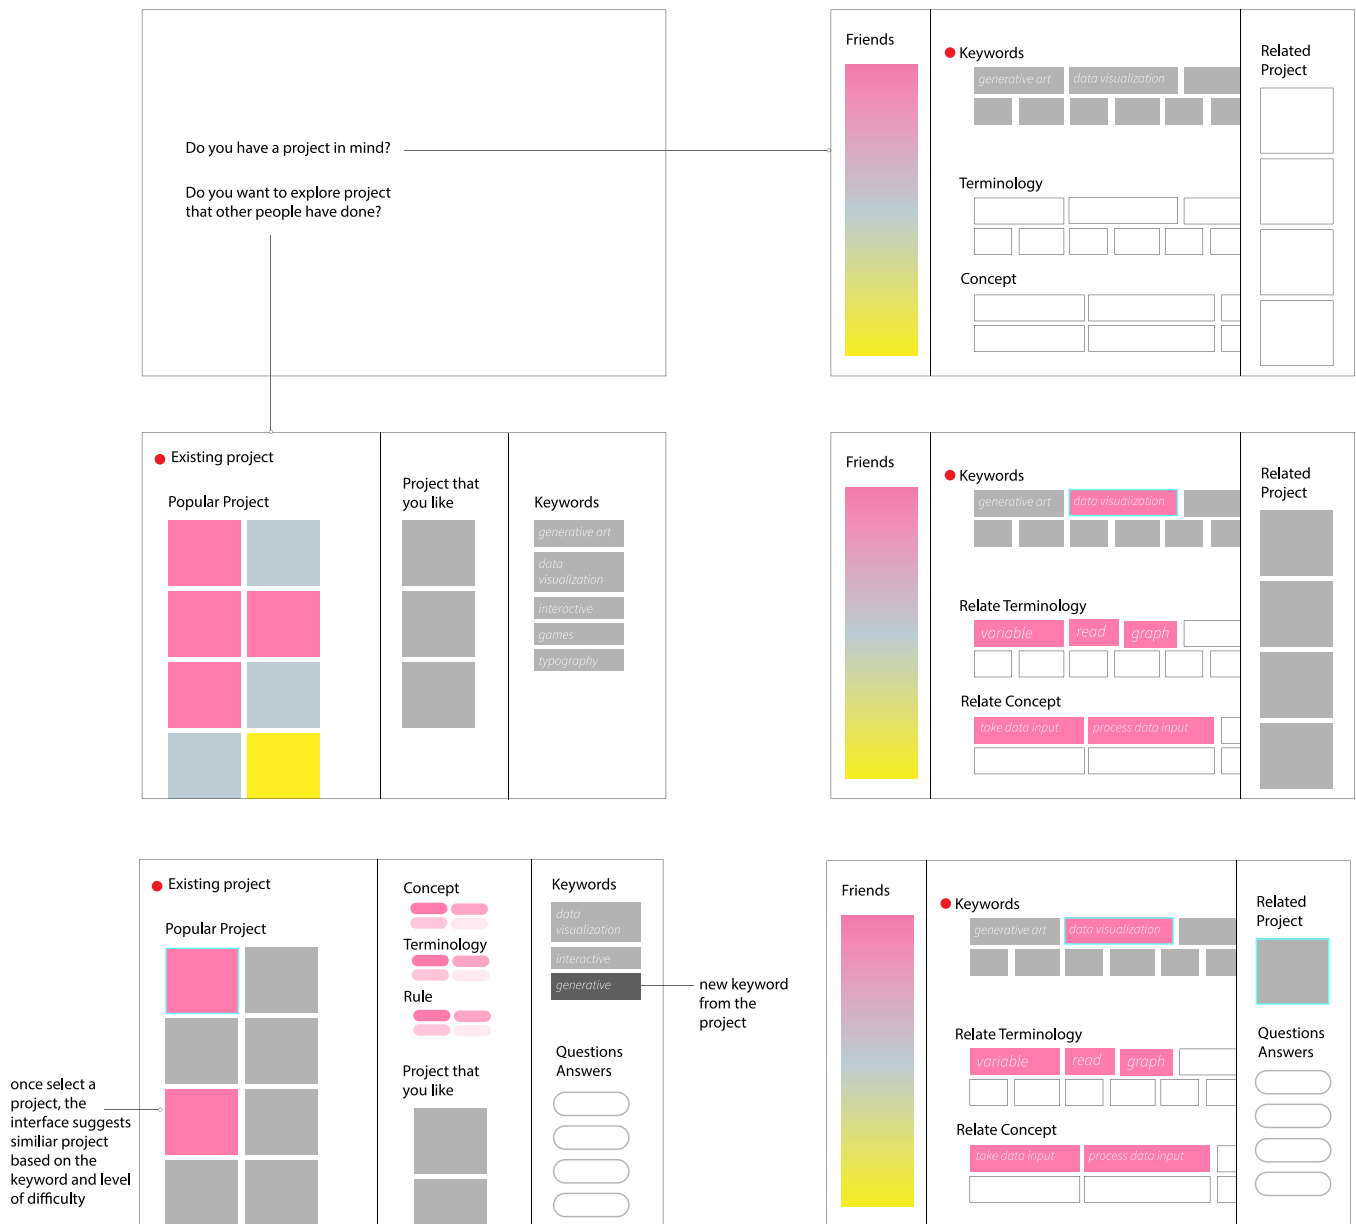 Do you have a project in mind?
Do you want to explore project
that other people have done?
Friends
Keywords
generative art
data visualization
Terminology
Concept
Related
Project
Existing project
Popular Project
Project that
you like
Keywords
generative art
data
visualization
interactive
games
typography
Friends
Keywords
generative art
data visualization
Relate Terminology
variable
read
graph
Relate Concept
take data input
process data input
Related
Project
once select a
project, the
interface suggests
similiar project
based on the
keyword and level
of difficulty
Existing project
Popular Project
Concept
Terminology
Rule
Project that
you like
Keywords
data
visualization
interactive
generative
Questions
Answers
new keyword
from the
project
Friends
Keywords
generative art
data visualization
Relate Terminology
variable
read
graph
Relate Concept
take data input
process data input
Related
Project
Questions
Answers